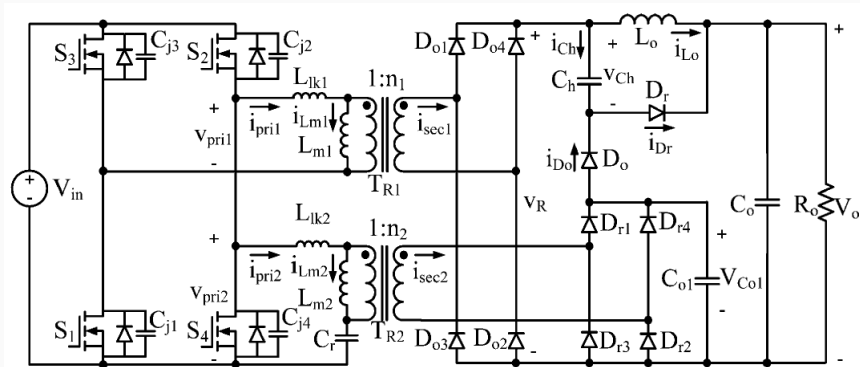 S3 Cj3 S2 Cj2 Do1 Do4 + iCh + Lo iLo +
Llk1 1:n1 Ch vCh Dr
+ vpri1 - ipri1 iLm1 Lm1 isec1 - iDr
+ - Vin TR1 iDo Do
vR Co Ro Vo
Llk2 1:n2 Dr1 Dr4 +
+ ipri2 iLm2 isec2 Co1 VCo1
vpri2 Lm2 -
S1 Cj1 S4 Cj4 Cr TR2 Do3 Do2 Dr3 Dr2
- - -